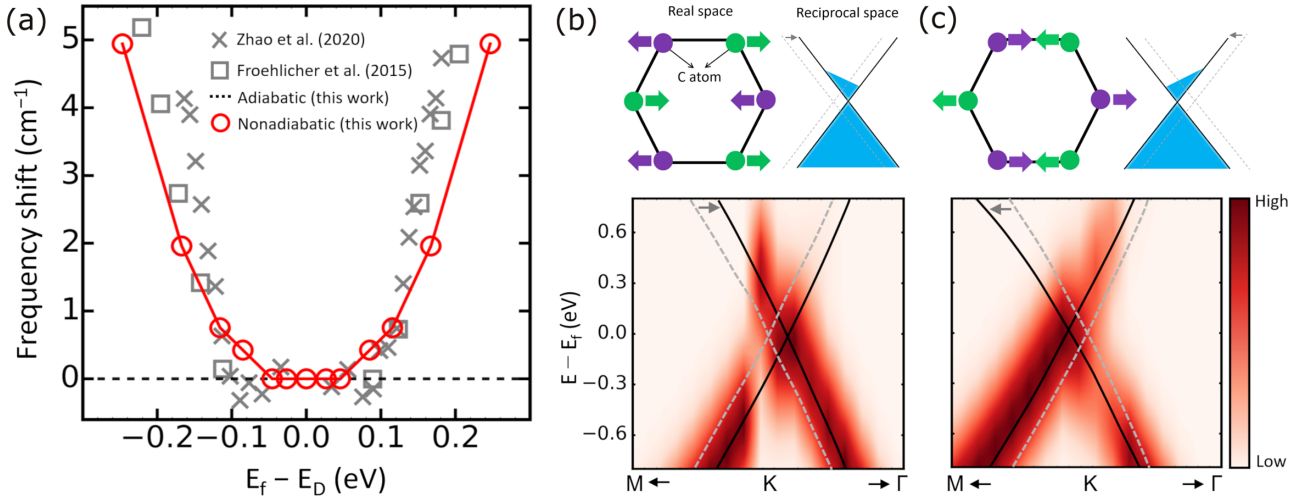 (a)
Frequency shift (cm⁻¹)
5
4
3
2
1
0
−0.2
−0.1
0.0
0.1
0.2
E_f − E_D (eV)
Zhao et al. (2020)
Froehlicher et al. (2015)
Adiabatic (this work)
Nonadiabatic (this work)
(b)
Real space
Reciprocal space
C atom
E − E_f (eV)
0.6
0.3
0.0
−0.3
−0.6
M
K
Γ
(c)
M
K
Γ
High
Low